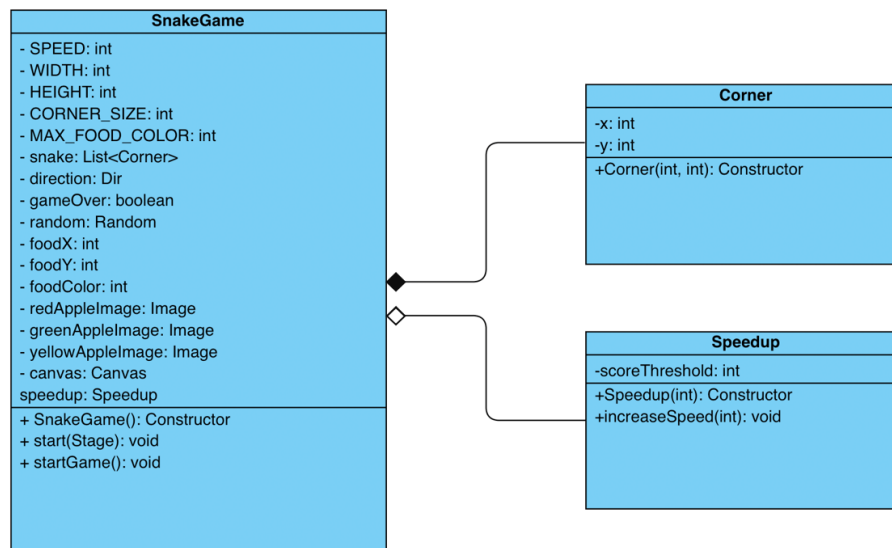 SnakeGame
- SPEED: int
- WIDTH: int
- HEIGHT: int
- CORNER_SIZE: int
- MAX_FOOD_COLOR: int
- snake: List<Corner>
- direction: Dir
- gameOver: boolean
- random: Random
- foodX: int
- foodY: int
- foodColor: int
- redAppleImage: Image
- greenAppleImage: Image
- yellowAppleImage: Image
- canvas: Canvas
speedup: Speedup
+ SnakeGame(): Constructor
+ start(Stage): void
+ startGame(): void
Corner
-x: int
-y: int
+Corner(int, int): Constructor
Speedup
-scoreThreshold: int
+Speedup(int): Constructor
+increaseSpeed(int): void